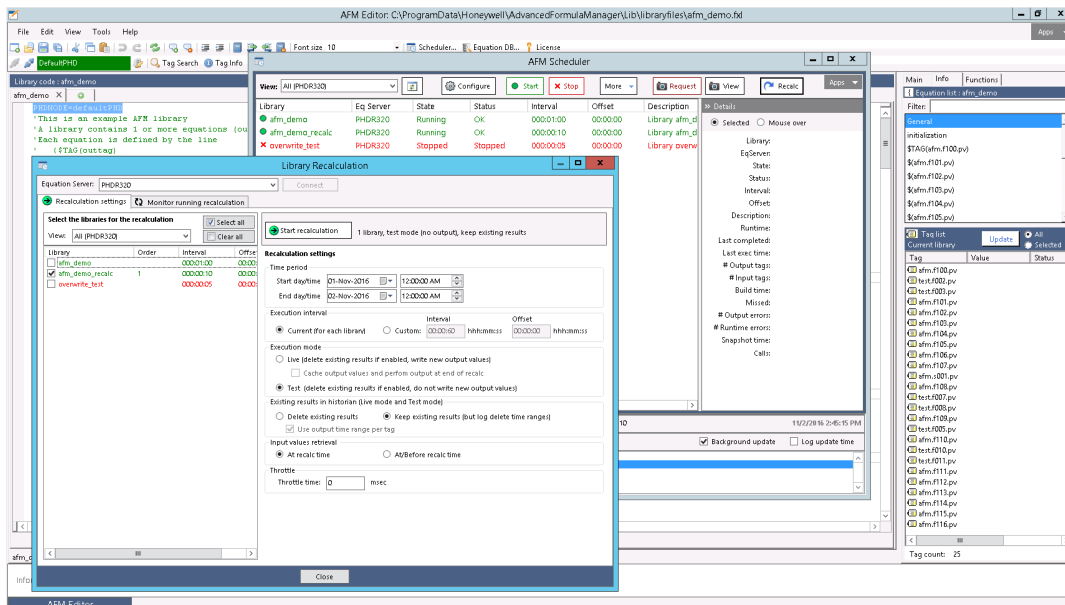 AFM Editor: C:\ProgramData\Honeywell\AdvancedFormulaManager\Lib\libraryfiles\afm_demo.fxl
File Edit View Tools Help
Apps
Font size 10 Scheduler... Equation DB... License
DefaultPHD Tag Search Tag Info
Library code : afm_demo
afm_demo X
PHDNODE=defaultPHD
'This is an example AFM library
'A library contains 1 or more equations (ou
'Each equation is defined by the line
' ($TAG(outtag)
AFM Scheduler
View: All (PHDR320) Configure Start Stop More Request View Recalc Apps
Library Eq Server State Status Interval Offset Description
afm_demo PHDR320 Running OK 000:01:00 00:00:00 Library afm_d
afm_demo_recalc PHDR320 Running OK 000:00:10 00:00:00 Library afm_d
overwrite_test PHDR320 Stopped Stopped 000:00:05 00:00:00 Library overw
>> Details
Selected Mouse over
Library:
EqServer:
State:
Status:
Interval:
Offset:
Description:
Runtime:
Last completed:
Last exec time:
# Output tags:
# Input tags:
Build time:
Missed:
# Output errors:
# Runtime errors:
Snapshot time:
Calls:
10 11/2/2016 2:45:15 PM
Background update Log update time
Library Recalculation
Equation Server: PHDR320 Connect
Recalculation settings Monitor running recalculation
Select the libraries for the recalculation Select all
View: All (PHDR320) Clear all
Library Order Interval Offse
afm_demo 000:01:00 00:00:
afm_demo_recalc 1 000:00:10 00:00:
overwrite_test 000:00:05 00:00:
Start recalculation 1 library, test mode (no output), keep existing results
Recalculation settings
Time period
Start day/time 01-Nov-2016 12:00:00 AM
End day/time 02-Nov-2016 12:00:00 AM
Execution interval
Interval Offset
Current (for each library) Custom: 00:00:60 hhh:mm:ss 00:00:00 hhh:mm:ss
Execution mode
Live (delete existing results if enabled, write new output values)
Cache output values and perfom output at end of recalc
Test (delete existing results if enabled, do not write new output values)
Existing results in historian (Live mode and Test mode)
Delete existing results Keep existing results (but log delete time ranges)
Use output time range per tag
Input values retrieval
At recalc time At/Before recalc time
Throttle
Throttle time: 0 msec
Close
Main Info Functions
Equation list : afm_demo
Filter:
General
initialization
$TAG(afm.f100.pv)
$(afm.f101.pv)
$(afm.f102.pv)
$(afm.f103.pv)
$(afm.f104.pv)
$(afm.f105.pv)
Tag list
Current library Update All
Selected
Tag Value Status
afm.f100.pv
test.f002.pv
test.f003.pv
afm.f101.pv
afm.f102.pv
afm.f103.pv
afm.f104.pv
afm.f105.pv
afm.f106.pv
afm.f107.pv
afm.s001.pv
afm.f108.pv
test.f007.pv
test.f008.pv
afm.f109.pv
test.f005.pv
afm.f110.pv
test.f010.pv
test.f011.pv
afm.f111.pv
afm.f112.pv
afm.f113.pv
afm.f114.pv
afm.f115.pv
afm.f116.pv
Tag count: 25
AFM Editor